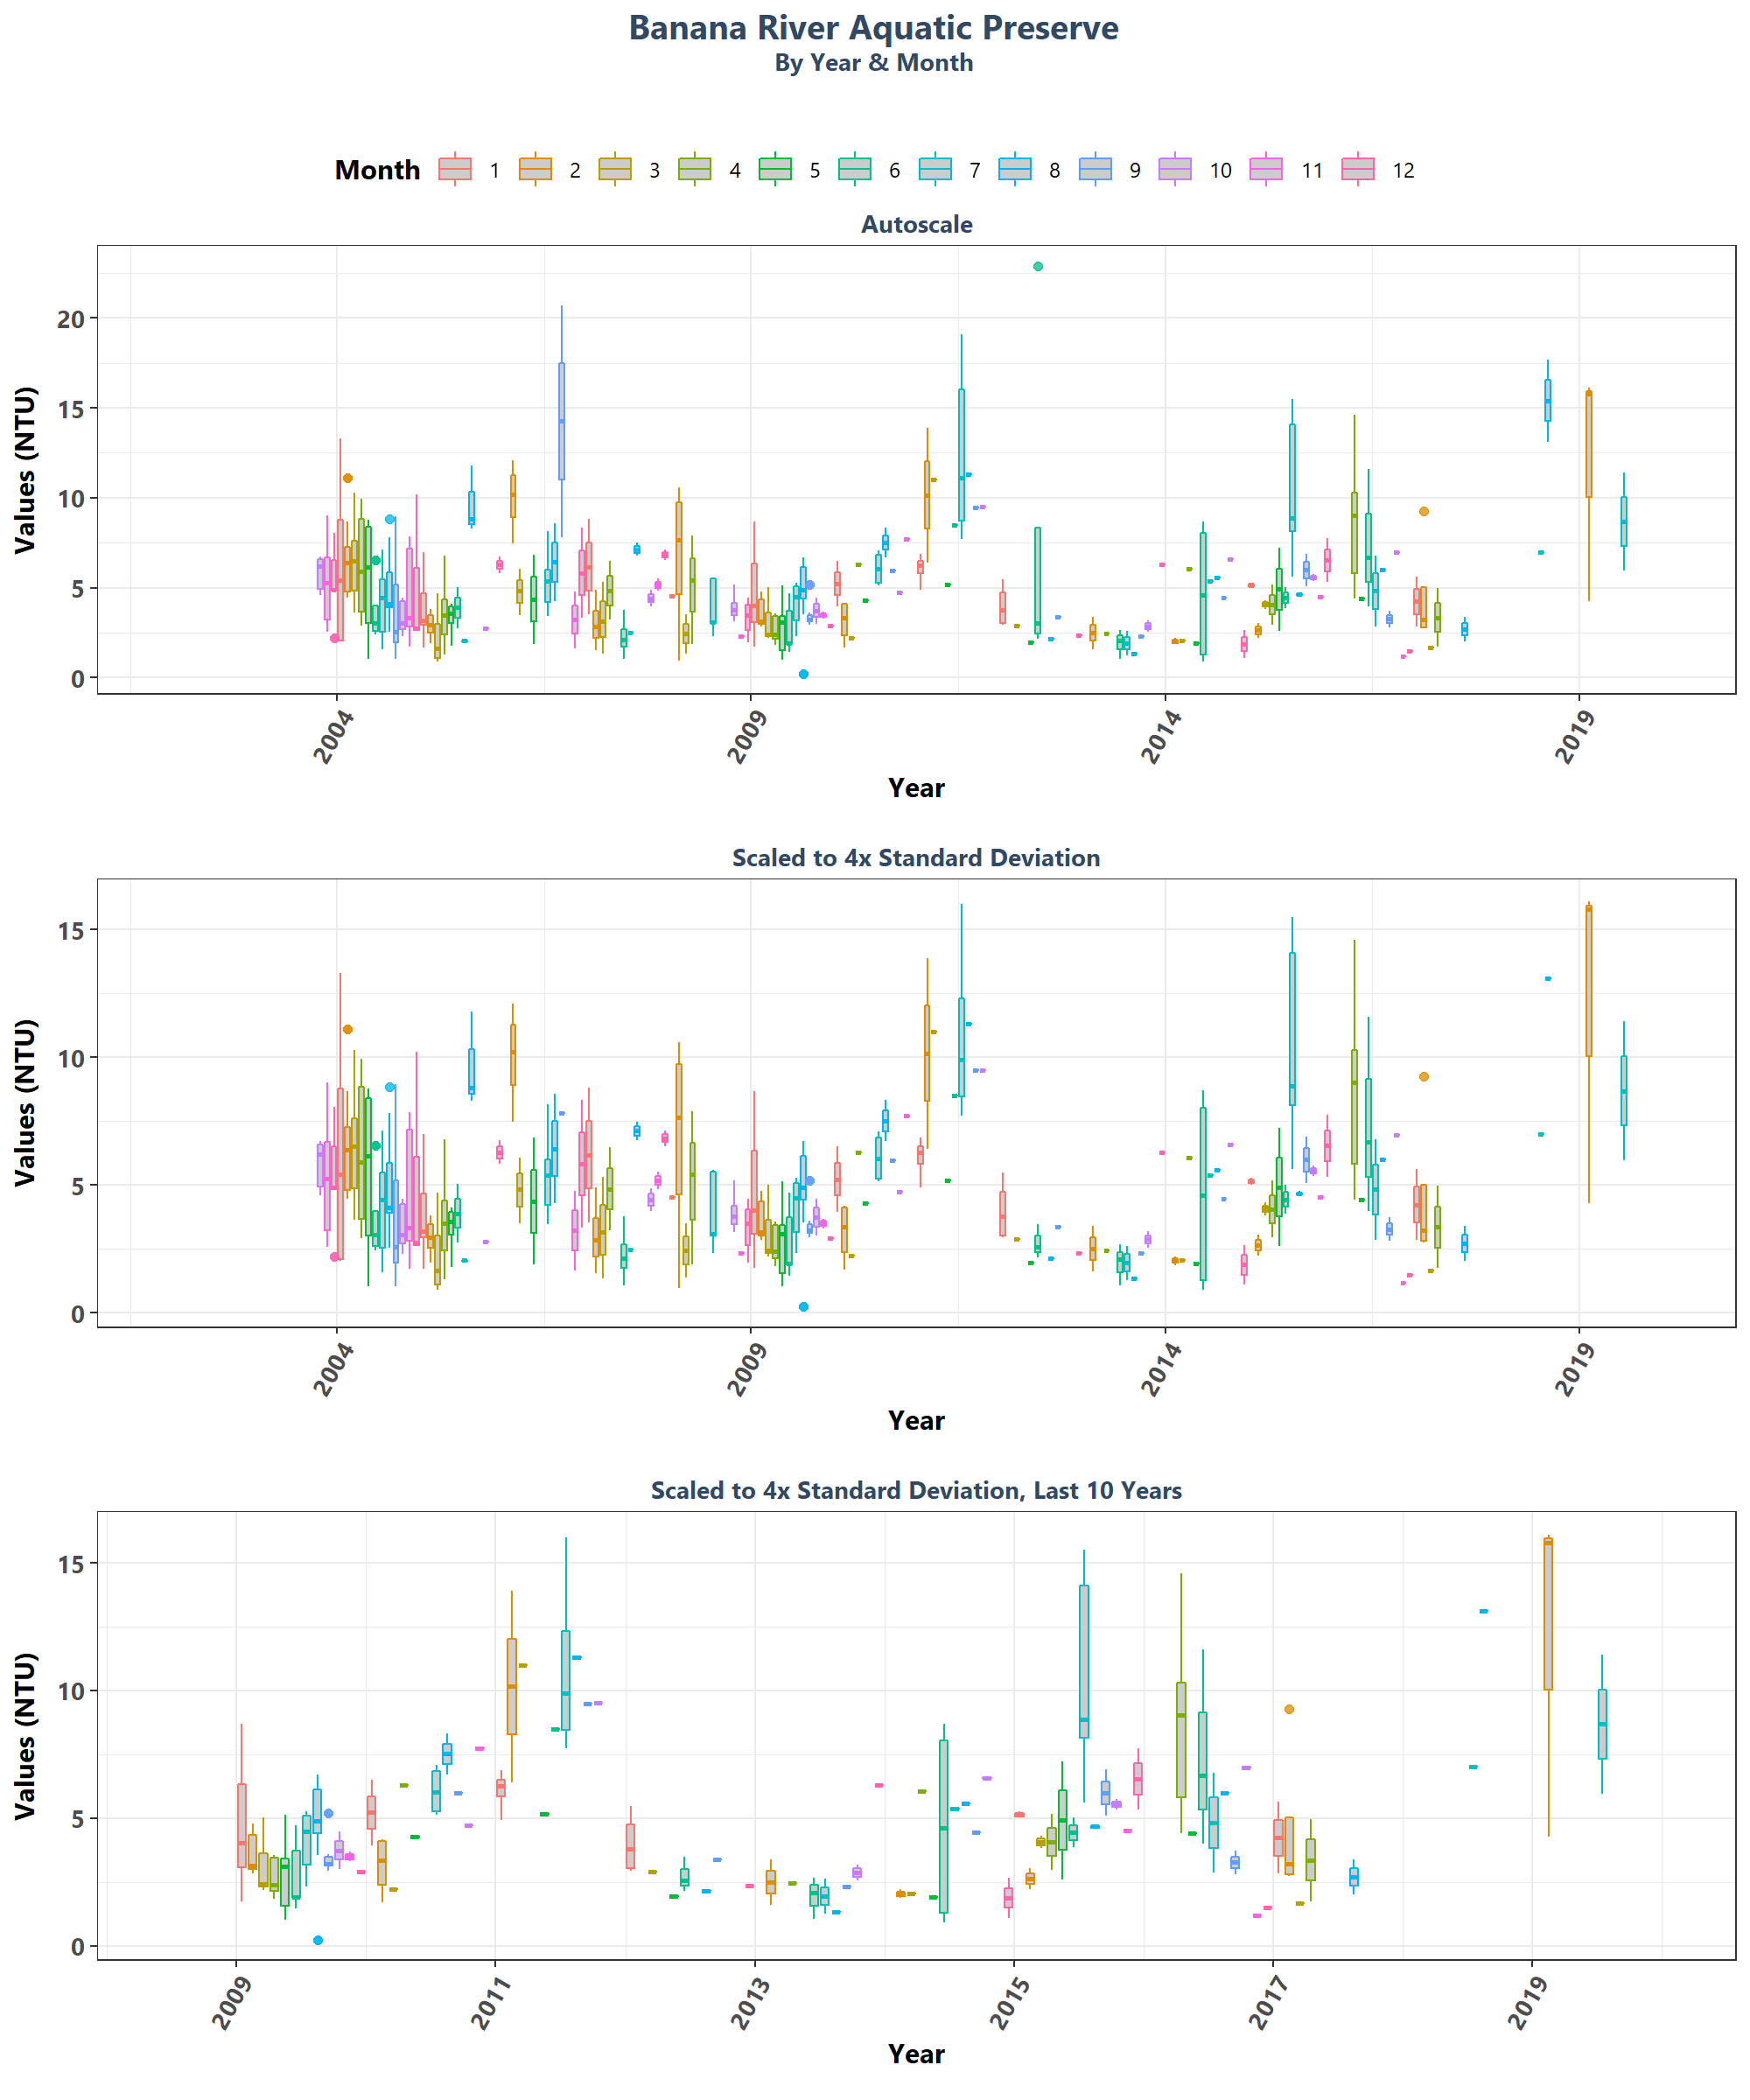 Banana River Aquatic Preserve
By Year & Month
Month 1 2 3 4 5 6 7 8 9 10 11 12
Autoscale
Values (NTU)
20
15
10
5
0
2004 2009 2014 2019
Year
Scaled to 4x Standard Deviation
Values (NTU)
15
10
5
0
2004 2009 2014 2019
Year
Scaled to 4x Standard Deviation, Last 10 Years
Values (NTU)
15
10
5
0
2009 2011 2013 2015 2017 2019
Year